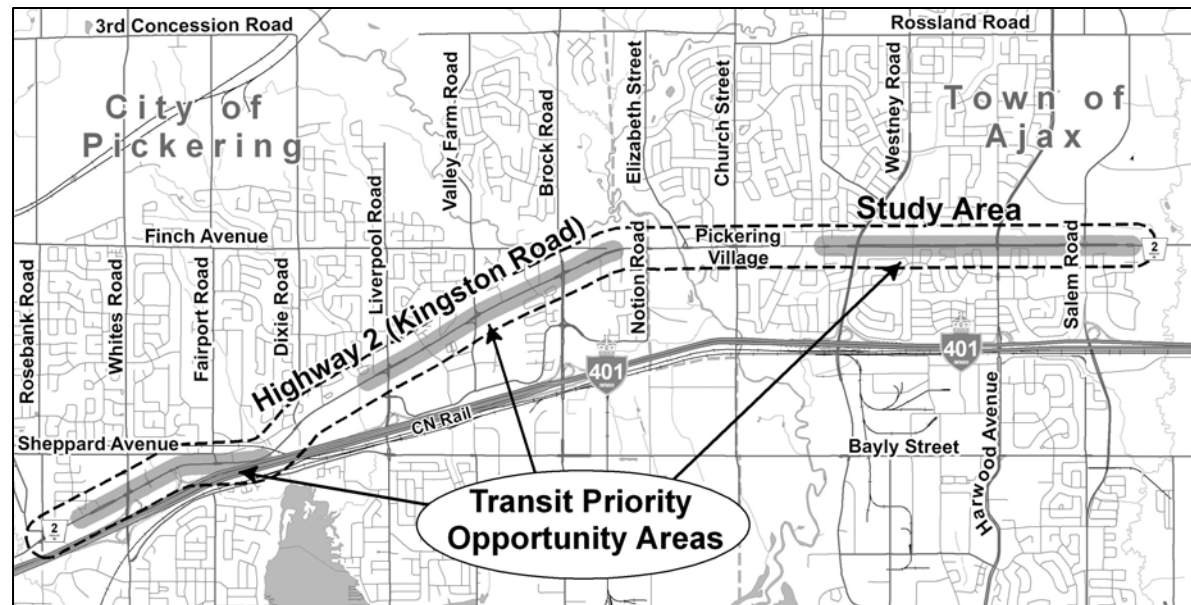 3rd Concession Road
Rossland Road
City of
Pickering
Town of
Ajax
Valley Farm Road
Brock Road
Elizabeth Street
Church Street
Westney Road
Liverpool Road
Finch Avenue
Study Area
Pickering
Village
2
Rosebank Road
Whites Road
Fairport Road
Dixie Road
Highway 2 (Kingston Road)
Notion Road
Salem Road
401
401
CN Rail
Sheppard Avenue
Bayly Street
Harwood Avenue
2
Transit Priority
Opportunity Areas